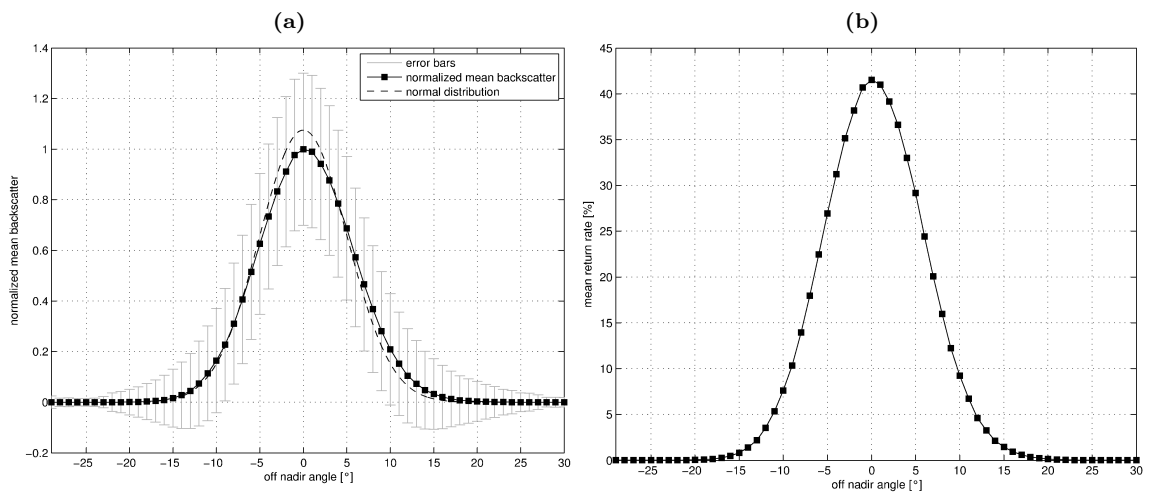 (a)
1.4
1.2
1
0.8
0.6
0.4
0.2
0
−0.2
normalized mean backscatter
error bars
normalized mean backscatter
normal distribution
−25 −20 −15 −10 −5 0 5 10 15 20 25 30
off nadir angle [°]
(b)
45
40
35
30
25
20
15
10
5
0
mean return rate [%]
−25 −20 −15 −10 −5 0 5 10 15 20 25 30
off nadir angle [°]